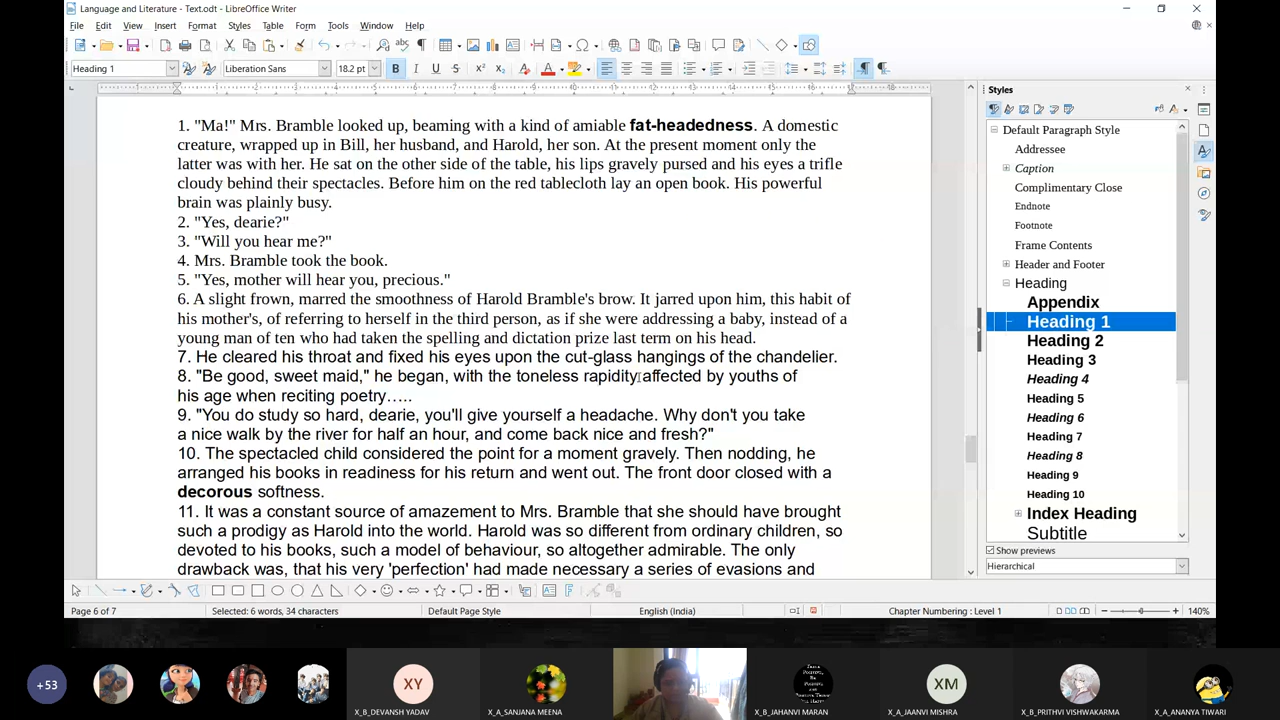 Language and Literature - Text.odt - LibreOffice Writer
File Edit View Insert Format Styles Table Form Tools Window Help
Heading 1 Liberation Sans 18.2 pt
1. "Ma!" Mrs. Bramble looked up, beaming with a kind of amiable fat-headedness. A domestic
creature, wrapped up in Bill, her husband, and Harold, her son. At the present moment only the
latter was with her. He sat on the other side of the table, his lips gravely pursed and his eyes a trifle
cloudy behind their spectacles. Before him on the red tablecloth lay an open book. His powerful
brain was plainly busy.
2. "Yes, dearie?"
3. "Will you hear me?"
4. Mrs. Bramble took the book.
5. "Yes, mother will hear you, precious."
6. A slight frown, marred the smoothness of Harold Bramble's brow. It jarred upon him, this habit of
his mother's, of referring to herself in the third person, as if she were addressing a baby, instead of a
young man of ten who had taken the spelling and dictation prize last term on his head.
7. He cleared his throat and fixed his eyes upon the cut-glass hangings of the chandelier.
8. "Be good, sweet maid," he began, with the toneless rapidity affected by youths of
his age when reciting poetry…..
9. "You do study so hard, dearie, you'll give yourself a headache. Why don't you take
a nice walk by the river for half an hour, and come back nice and fresh?"
10. The spectacled child considered the point for a moment gravely. Then nodding, he
arranged his books in readiness for his return and went out. The front door closed with a
decorous softness.
11. It was a constant source of amazement to Mrs. Bramble that she should have brought
such a prodigy as Harold into the world. Harold was so different from ordinary children, so
devoted to his books, such a model of behaviour, so altogether admirable. The only
drawback was, that his very 'perfection' had made necessary a series of evasions and
Styles
Default Paragraph Style
Addressee
Caption
Complimentary Close
Endnote
Footnote
Frame Contents
Header and Footer
Heading
Appendix
Heading 1
Heading 2
Heading 3
Heading 4
Heading 5
Heading 6
Heading 7
Heading 8
Heading 9
Heading 10
Index Heading
Subtitle
Show previews
Hierarchical
Page 6 of 7 Selected: 6 words, 34 characters Default Page Style English (India) Chapter Numbering : Level 1 140%
+53 XY XM
X_B_DEVANSH YADAV X_A_SANJANA MEENA X_B_JAHANVI MARAN X_A_JAANVI MISHRA X_B_PRITHVI VISHWAKARMA X_A_ANANYA TIWARI